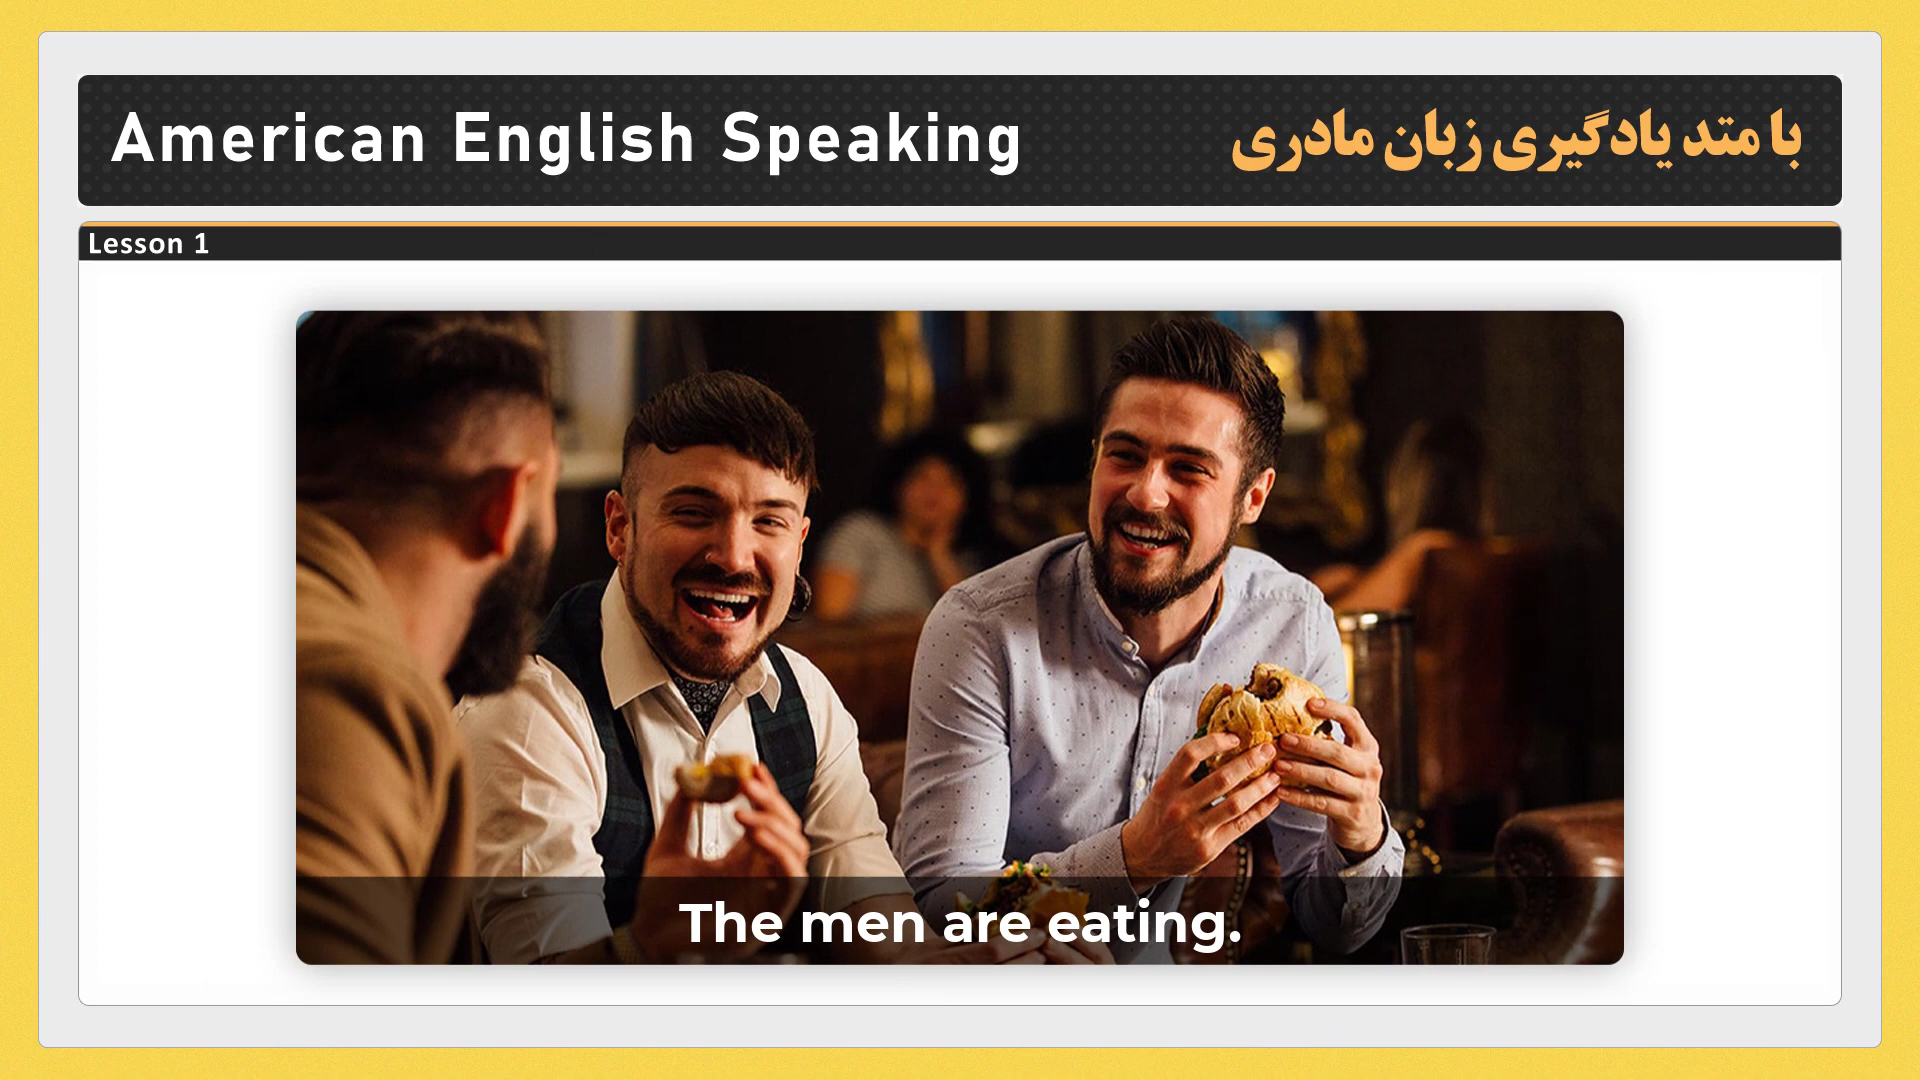 American English Speaking
با متد یادگیری زبان مادری
Lesson 1
The men are eating.